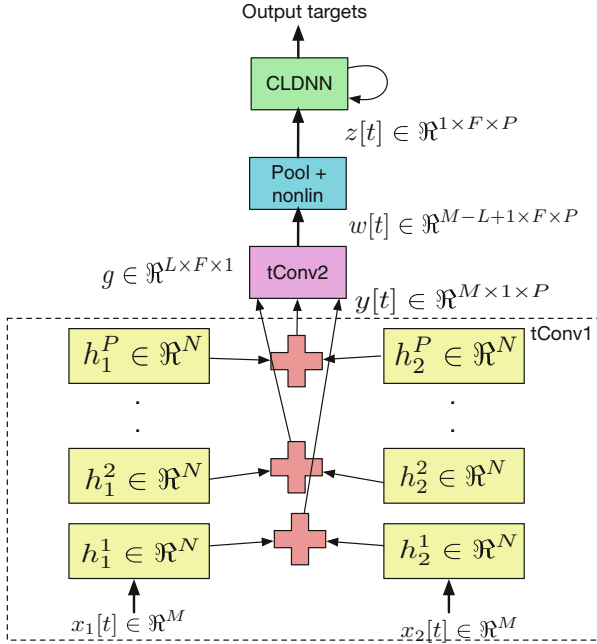 Output targets
CLDNN
z[t] ∈ ℜ^{1×F×P}
Pool +
nonlin
w[t] ∈ ℜ^{M−L+1×F×P}
g ∈ ℜ^{L×F×1}
tConv2
y[t] ∈ ℜ^{M×1×P}
tConv1
h_1^P ∈ ℜ^N
h_2^P ∈ ℜ^N
. .
. .
h_1^2 ∈ ℜ^N
h_2^2 ∈ ℜ^N
h_1^1 ∈ ℜ^N
h_2^1 ∈ ℜ^N
x_1[t] ∈ ℜ^M
x_2[t] ∈ ℜ^M